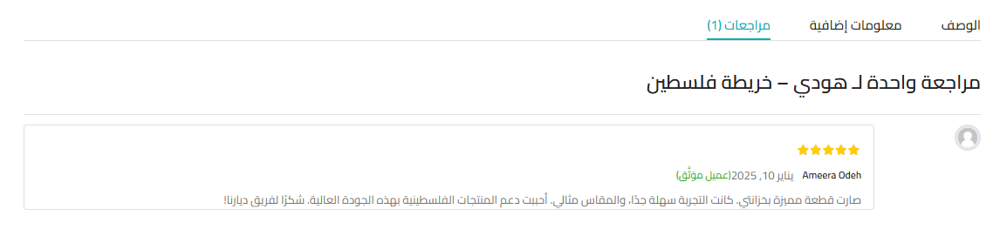 الوصف
معلومات إضافية
مراجعات (1)
مراجعة واحدة لـ هودي – خريطة فلسطين
Ameera Odeh يناير 10, 2025 (عميل موثَّق)
صارت قطعة مميزة بخزانتي. كانت التجربة سهلة جدًا، والمقاس مثالي. أحببت دعم المنتجات الفلسطينية بهذه الجودة العالية. شكرًا لفريق ديارنا!